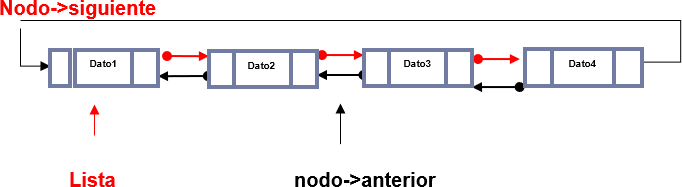 Nodo->siguiente
Dato1
Dato2
Dato3
Dato4
Lista
nodo->anterior